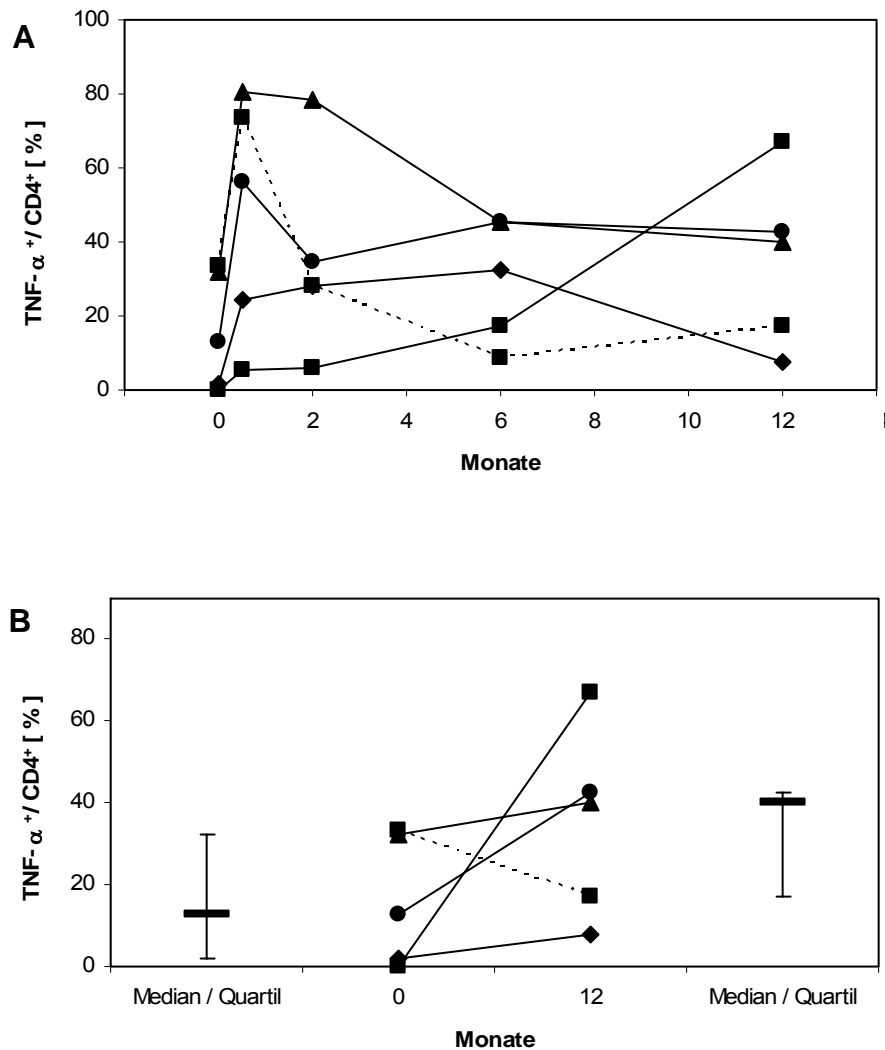 A
TNF-α⁺/ CD4⁺ [ % ]
100
80
60
40
20
0
0 2 4 6 8 10 12
Monate
B
TNF-α⁺/ CD4⁺ [ % ]
80
60
40
20
0
Median / Quartil 0 12 Median / Quartil
Monate